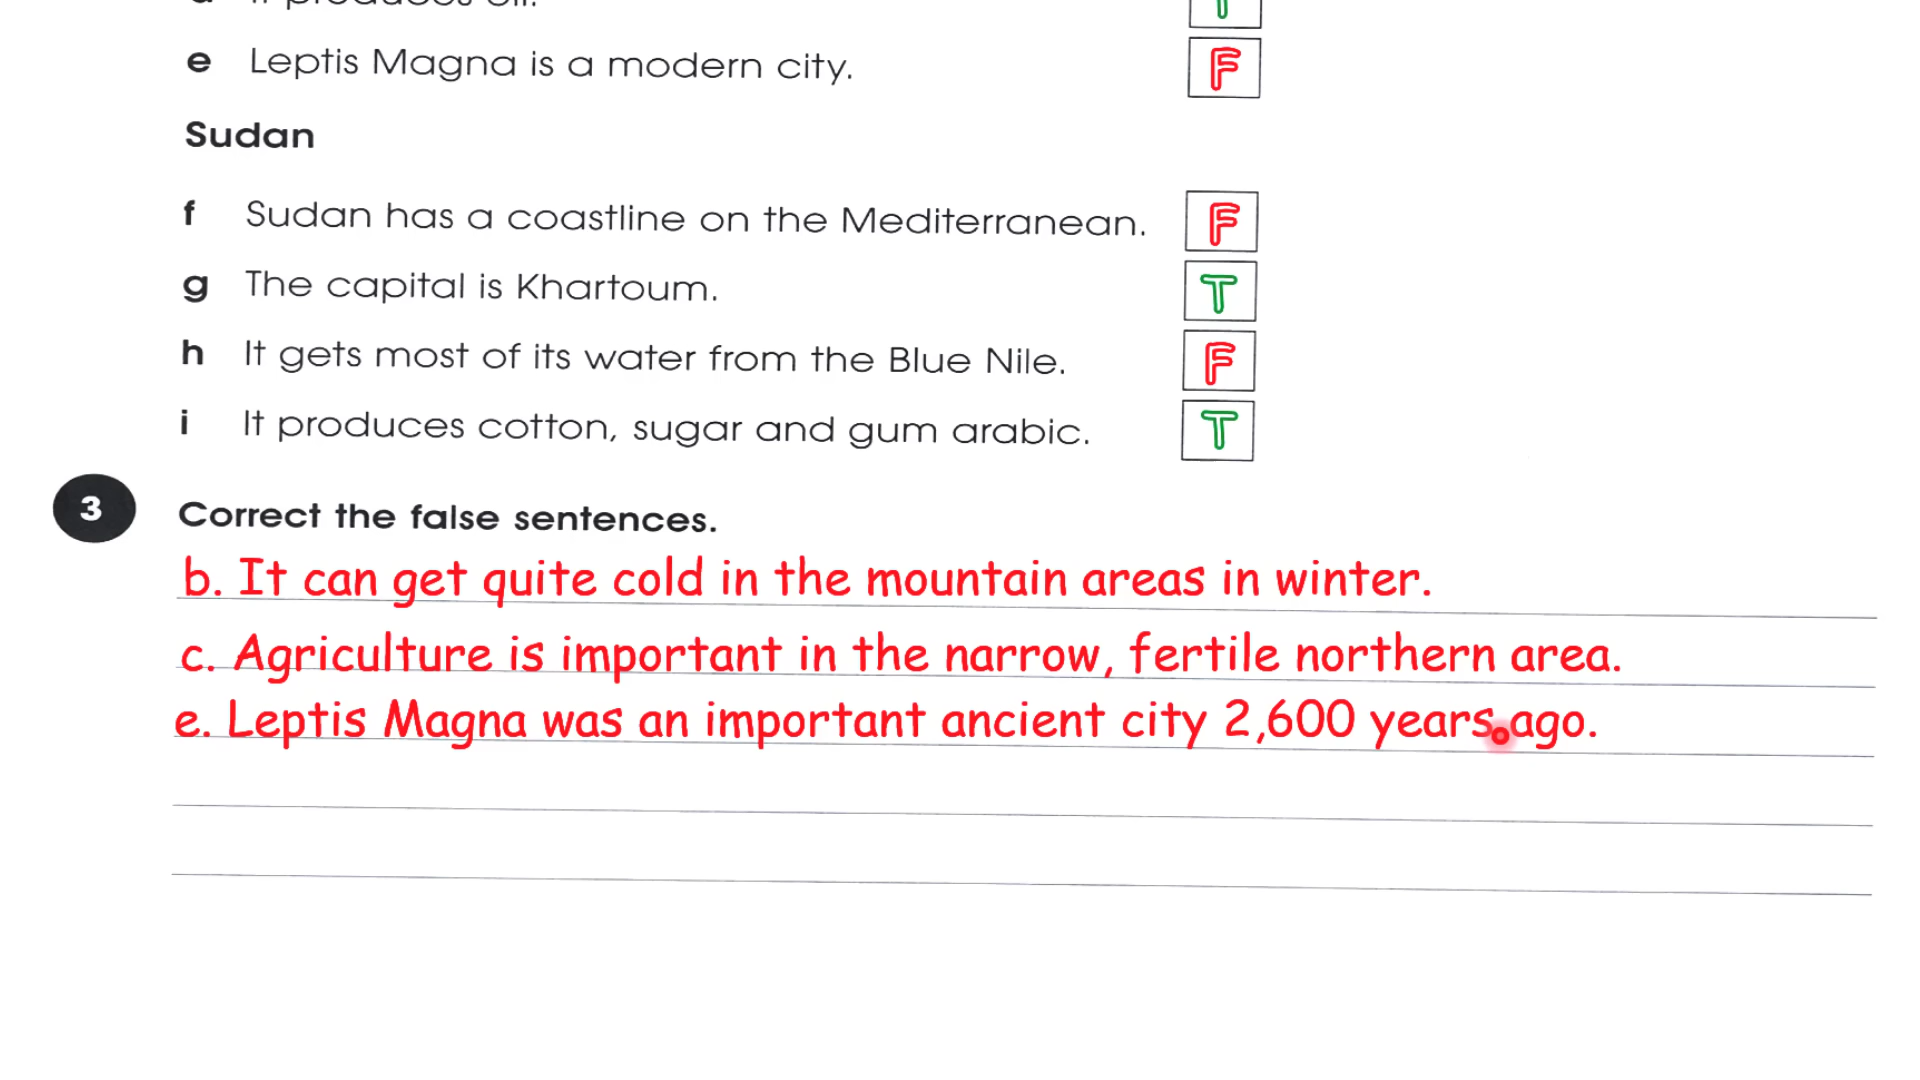 d It produces oil. T
e Leptis Magna is a modern city. F
Sudan
f Sudan has a coastline on the Mediterranean. F
g The capital is Khartoum. T
h It gets most of its water from the Blue Nile. F
i It produces cotton, sugar and gum arabic. T
3 Correct the false sentences.
b. It can get quite cold in the mountain areas in winter.
c. Agriculture is important in the narrow, fertile northern area.
e. Leptis Magna was an important ancient city 2,600 years ago.